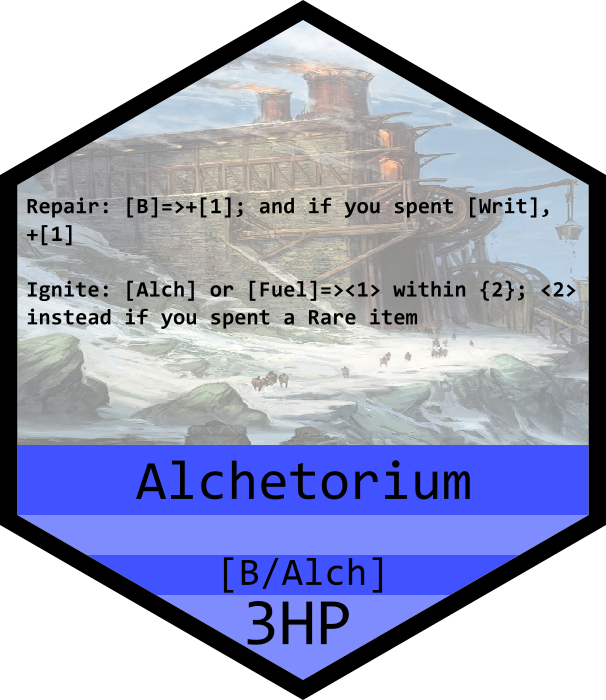 Repair: [B]=>+[1]; and if you spent [Writ],
+[1]
Ignite: [Alch] or [Fuel]=><1> within {2}; <2>
instead if you spent a Rare item
Alchetorium
[B/Alch]
3HP